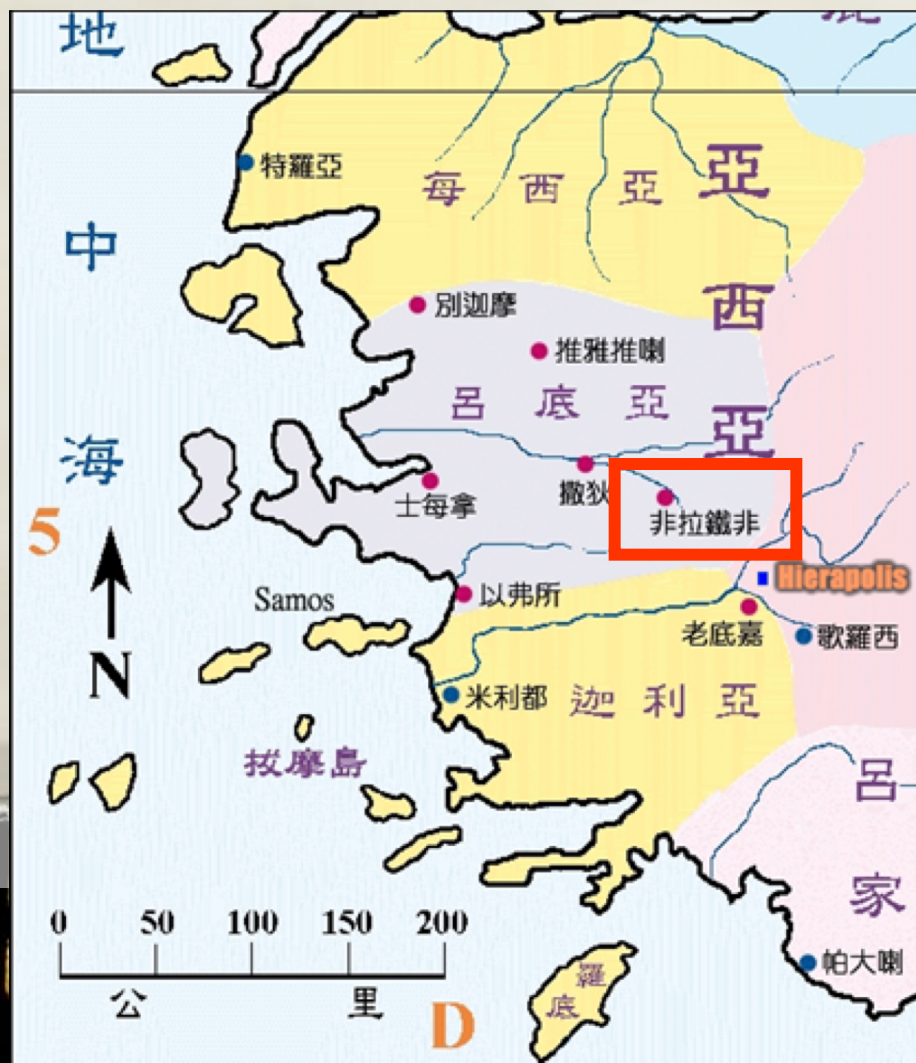 地中海
特羅亞
每西亞
亞西亞
別迦摩
推雅推喇
呂底亞
撒狄
士每拿
非拉鐵非
5
Hierapolis
Samos
以弗所
老底嘉
歌羅西
N
米利都
迦利亞
拔摩島
呂家
0 50 100 150 200
公里
帕大喇
羅底
D